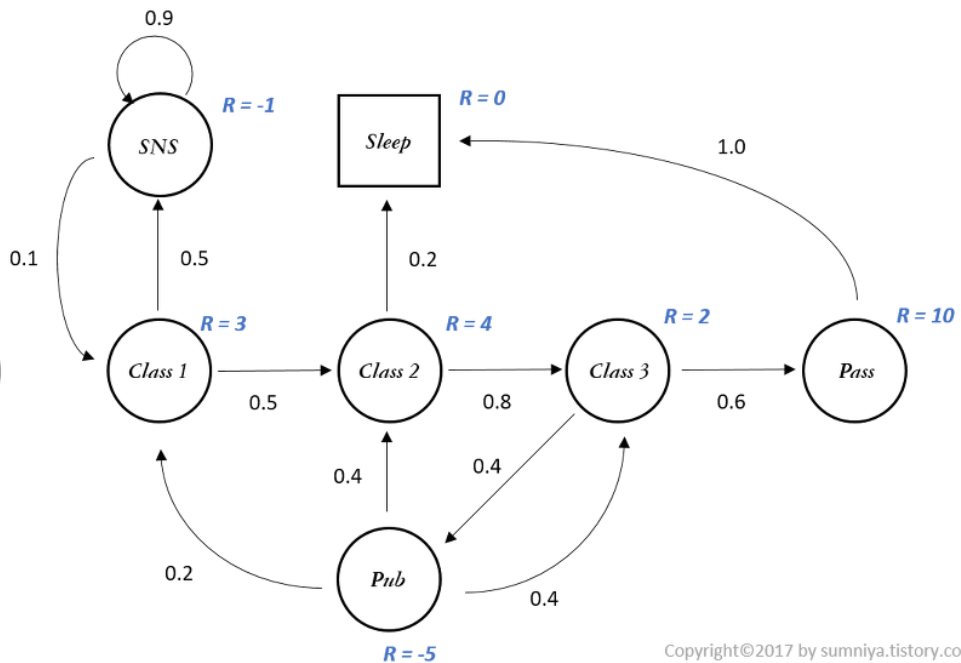 0.9
R = -1
R = 0
SNS
Sleep
1.0
0.1
0.5
0.2
R = 3
R = 4
R = 2
R = 10
Class 1
Class 2
Class 3
Pass
0.5
0.8
0.6
0.4
0.4
0.2
Pub
0.4
R = -5
Copyright©2017 by sumniya.tistory.co